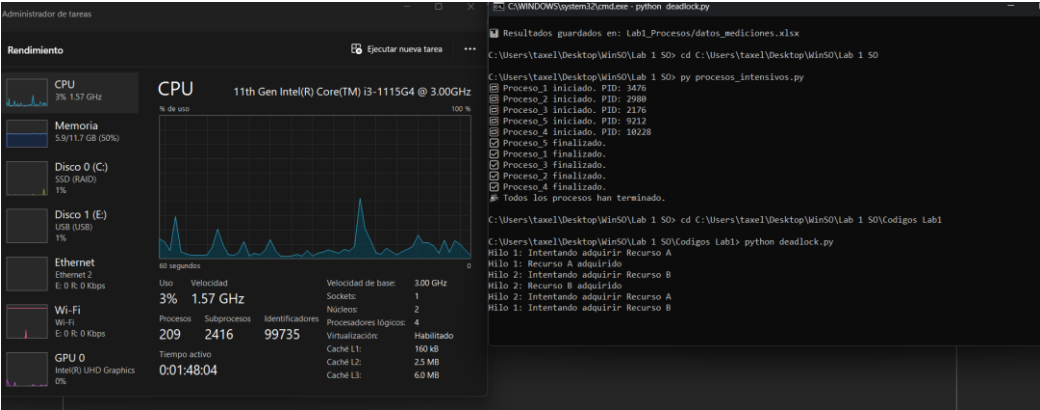 Administrador de tareas
Rendimiento
Ejecutar nueva tarea
CPU
3% 1.57 GHz
Memoria
5.9/11.7 GB (50%)
Disco 0 (C:)
SSD (RAID)
1%
Disco 1 (E:)
USB (USB)
1%
Ethernet
Ethernet 2
E: 0 R: 0 Kbps
Wi-Fi
Wi-Fi
E: 0 R: 0 Kbps
GPU 0
Intel(R) UHD Graphics
0%
CPU
11th Gen Intel(R) Core(TM) i3-1115G4 @ 3.00GHz
% de uso
100 %
60 segundos
0
Uso
Velocidad
3%
1.57 GHz
Procesos
Subprocesos
Identificadores
209
2416
99735
Tiempo activo
0:01:48:04
Velocidad de base: 3.00 GHz
Sockets: 1
Núcleos: 2
Procesadores lógicos: 4
Virtualización: Habilitado
Caché L1: 160 kB
Caché L2: 2.5 MB
Caché L3: 6.0 MB
C:\WINDOWS\system32\cmd.exe - python deadlock.py
Resultados guardados en: Lab1_Procesos/datos_mediciones.xlsx
C:\Users\taxel\Desktop\WinSO\Lab 1 SO> cd C:\Users\taxel\Desktop\WinSO\Lab 1 SO
C:\Users\taxel\Desktop\WinSO\Lab 1 SO> py procesos_intensivos.py
Proceso_1 iniciado. PID: 3476
Proceso_2 iniciado. PID: 2980
Proceso_3 iniciado. PID: 2176
Proceso_5 iniciado. PID: 9212
Proceso_4 iniciado. PID: 10228
Proceso_5 finalizado.
Proceso_1 finalizado.
Proceso_3 finalizado.
Proceso_2 finalizado.
Proceso_4 finalizado.
Todos los procesos han terminado.
C:\Users\taxel\Desktop\WinSO\Lab 1 SO> cd C:\Users\taxel\Desktop\WinSO\Lab 1 SO\Codigos Lab1
C:\Users\taxel\Desktop\WinSO\Lab 1 SO\Codigos Lab1> python deadlock.py
Hilo 1: Intentando adquirir Recurso A
Hilo 1: Recurso A adquirido
Hilo 2: Intentando adquirir Recurso B
Hilo 2: Recurso B adquirido
Hilo 2: Intentando adquirir Recurso A
Hilo 1: Intentando adquirir Recurso B